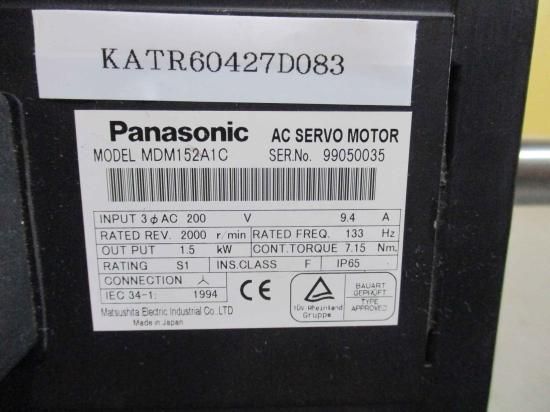 KATR60427D083
Panasonic AC SERVO MOTOR
MODEL MDM152A1C SER.No. 99050035
INPUT 3 ϕ AC 200 V 9.4 A
RATED REV. 2000 r/min RATED FREQ. 133 Hz
OUT PUT 1.5 kW CONT.TORQUE 7.15 Nm.
RATING S1 INS.CLASS F IP65
CONNECTION
IEC 34-1: 1994
CE
TÜV Rheinland
Gruppe
BAUART
GEPRÜFT
TYPE
APPROVED
Matsushita Electric Industrial Co.,LTD
Made in Japan